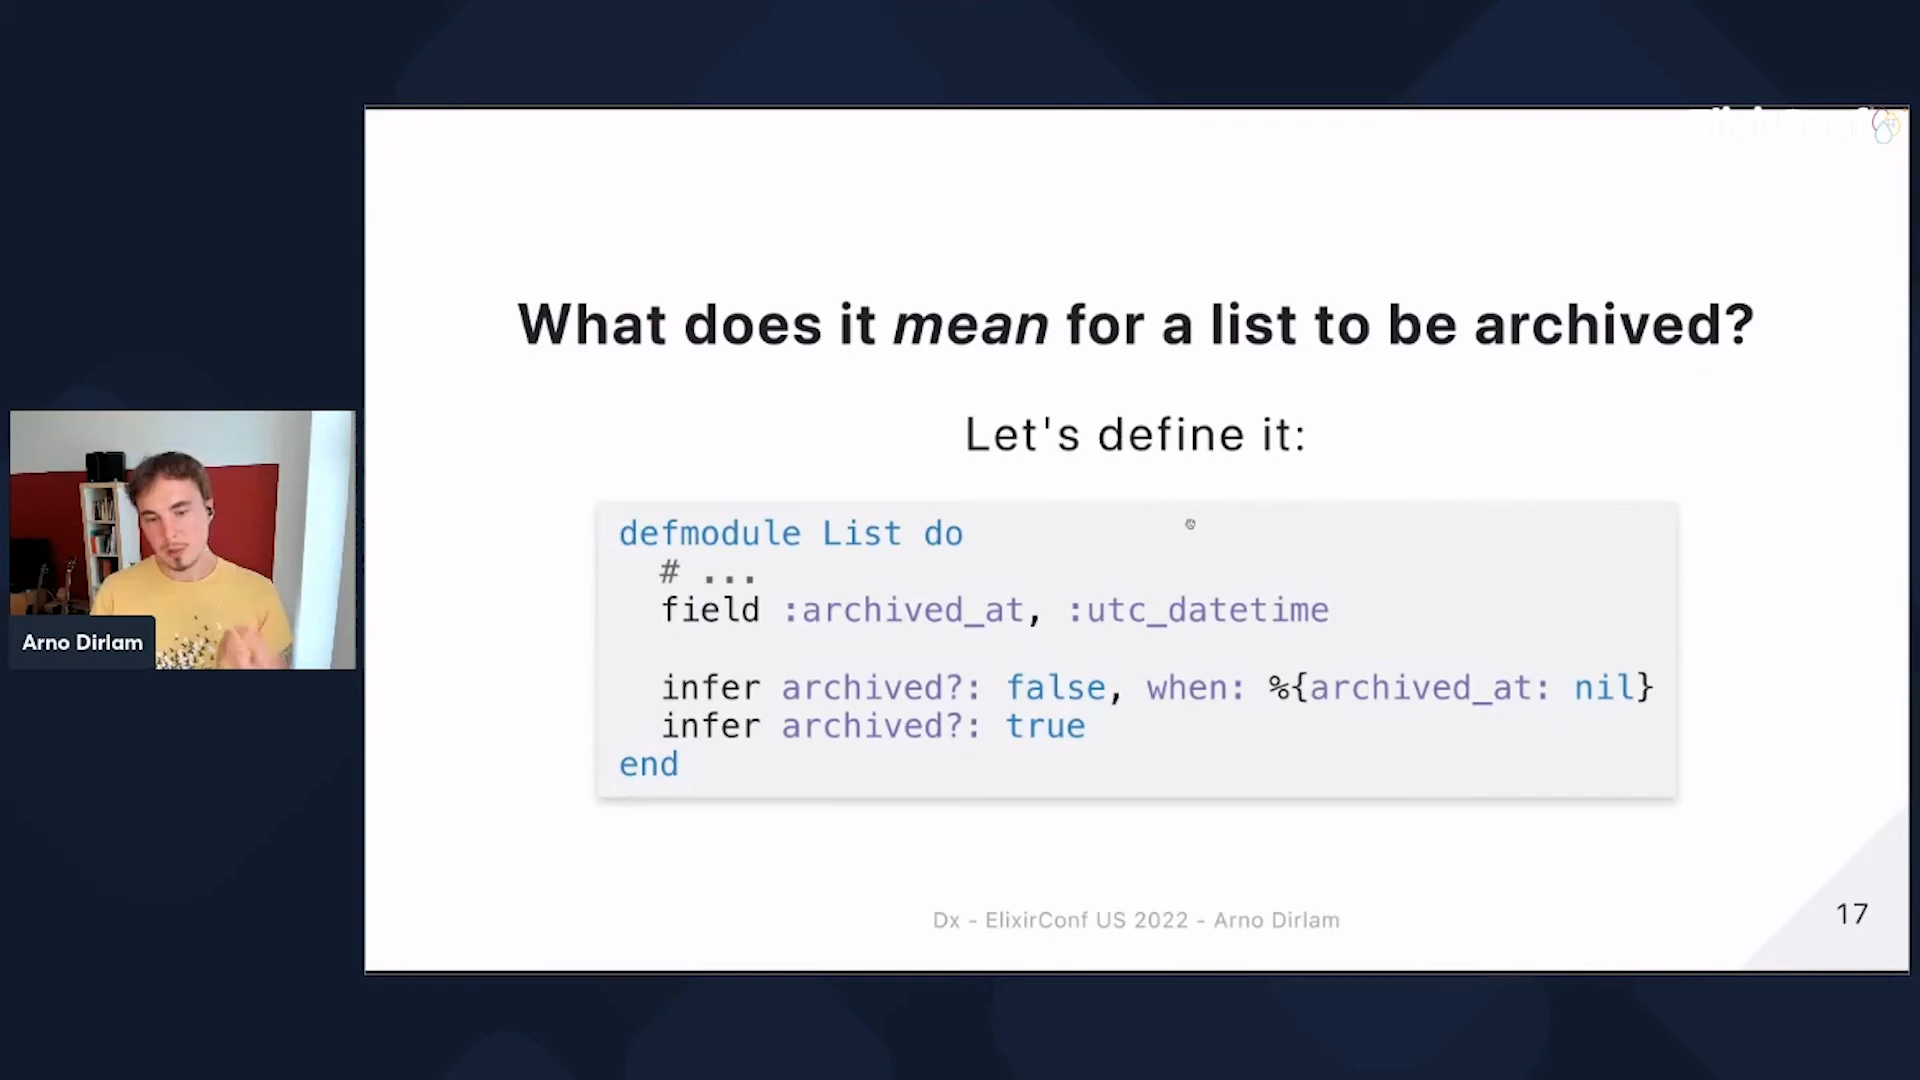 What does it mean for a list to be archived?
Let's define it:
defmodule List do
# ...
field :archived_at, :utc_datetime
infer archived?: false, when: %{archived_at: nil}
infer archived?: true
end
Arno Dirlam
Dx - ElixirConf US 2022 - Arno Dirlam
17